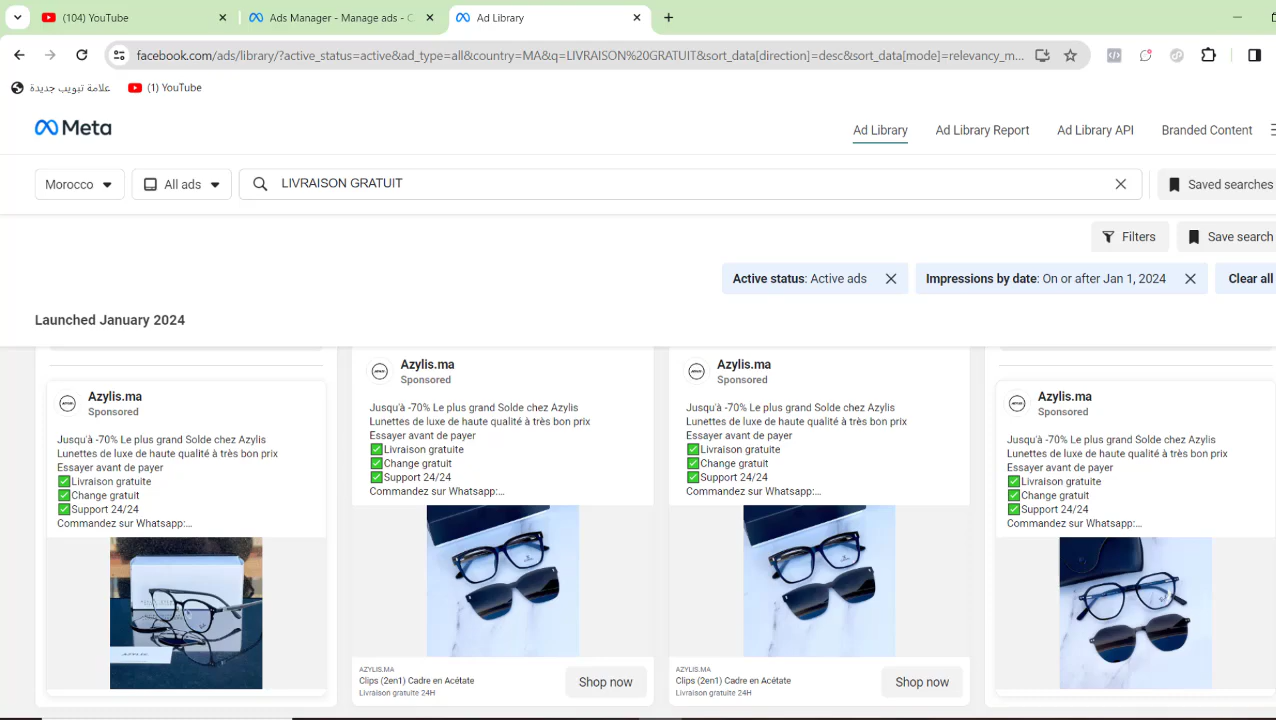 (104) YouTube
Ads Manager - Manage ads - C
Ad Library
facebook.com/ads/library/?active_status=active&ad_type=all&country=MA&q=LIVRAISON%20GRATUIT&sort_data[direction]=desc&sort_data[mode]=relevancy_m...
علامة تبويب جديدة
(1) YouTube
Meta
Ad Library
Ad Library Report
Ad Library API
Branded Content
Morocco
All ads
LIVRAISON GRATUIT
Saved searches
Filters
Save search
Active status: Active ads
Impressions by date: On or after Jan 1, 2024
Clear all
Launched January 2024
Azylis.ma
Sponsored
Jusqu'à -70% Le plus grand Solde chez Azylis
Lunettes de luxe de haute qualité à très bon prix
Essayer avant de payer
✅Livraison gratuite
✅Change gratuit
✅Support 24/24
Commandez sur Whatsapp:...
Azylis.ma
Sponsored
Jusqu'à -70% Le plus grand Solde chez Azylis
Lunettes de luxe de haute qualité à très bon prix
Essayer avant de payer
✅Livraison gratuite
✅Change gratuit
✅Support 24/24
Commandez sur Whatsapp:...
AZYLIS.MA
Clips (2en1) Cadre en Acétate
Livraison gratuite 24H
Shop now
Azylis.ma
Sponsored
Jusqu'à -70% Le plus grand Solde chez Azylis
Lunettes de luxe de haute qualité à très bon prix
Essayer avant de payer
✅Livraison gratuite
✅Change gratuit
✅Support 24/24
Commandez sur Whatsapp:...
AZYLIS.MA
Clips (2en1) Cadre en Acétate
Livraison gratuite 24H
Shop now
Azylis.ma
Sponsored
Jusqu'à -70% Le plus grand Solde chez Azylis
Lunettes de luxe de haute qualité à très bon prix
Essayer avant de payer
✅Livraison gratuite
✅Change gratuit
✅Support 24/24
Commandez sur Whatsapp:...